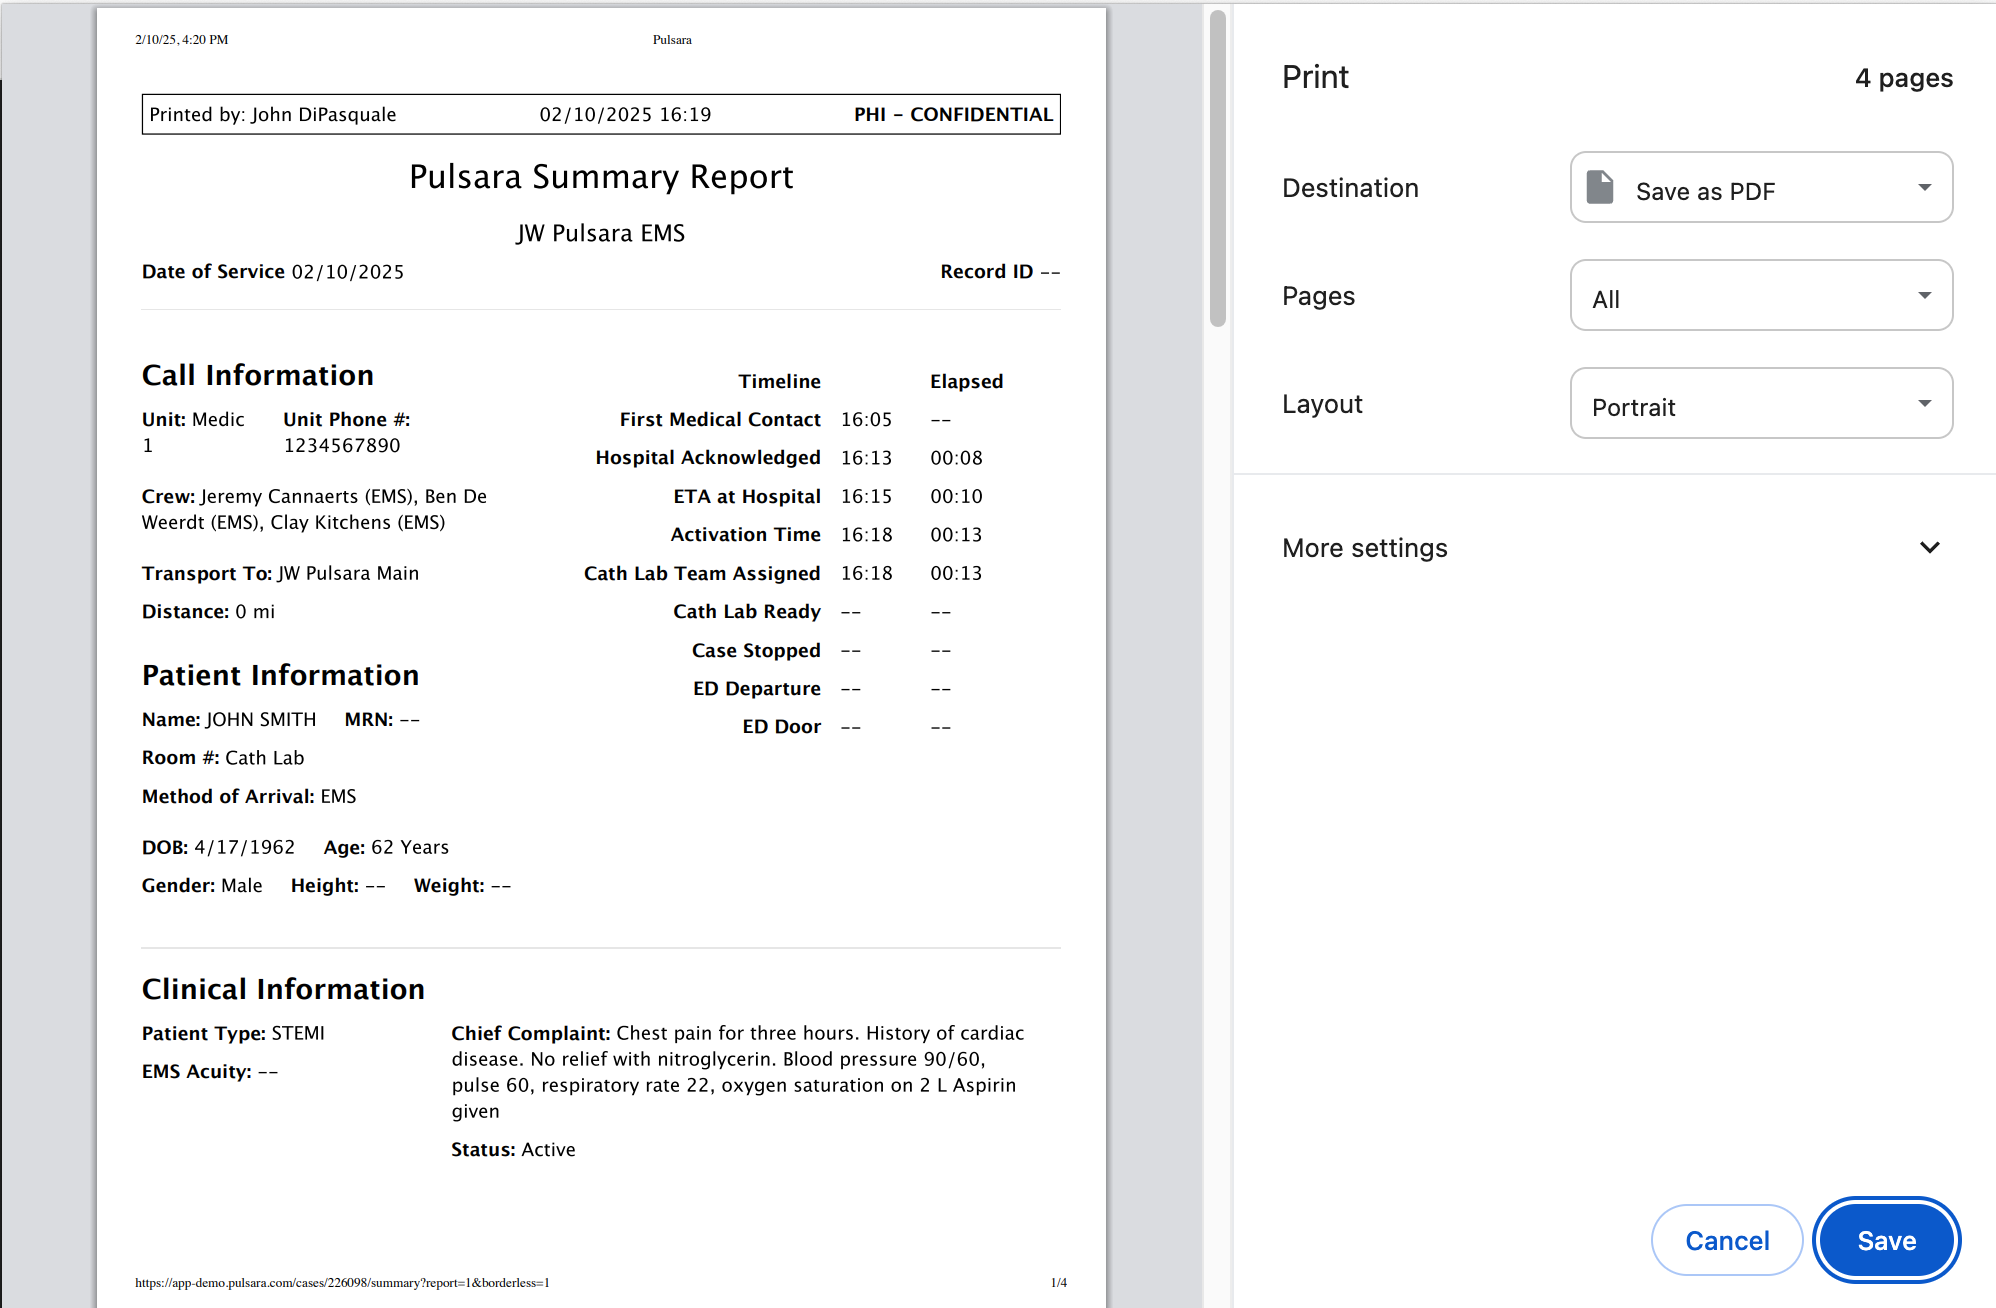 2/10/25, 4:20 PM
Pulsara
Printed by: John DiPasquale
02/10/2025 16:19
PHI – CONFIDENTIAL
Pulsara Summary Report
JW Pulsara EMS
Date of Service 02/10/2025
Record ID --
Call Information
Unit: Medic
1
Unit Phone #:
1234567890
Crew: Jeremy Cannaerts (EMS), Ben De
Weerdt (EMS), Clay Kitchens (EMS)
Transport To: JW Pulsara Main
Distance: 0 mi
Timeline Elapsed
First Medical Contact 16:05 --
Hospital Acknowledged 16:13 00:08
ETA at Hospital 16:15 00:10
Activation Time 16:18 00:13
Cath Lab Team Assigned 16:18 00:13
Cath Lab Ready -- --
Case Stopped -- --
ED Departure -- --
ED Door -- --
Patient Information
Name: JOHN SMITH MRN: --
Room #: Cath Lab
Method of Arrival: EMS
DOB: 4/17/1962 Age: 62 Years
Gender: Male Height: -- Weight: --
Clinical Information
Patient Type: STEMI
EMS Acuity: --
Chief Complaint: Chest pain for three hours. History of cardiac
disease. No relief with nitroglycerin. Blood pressure 90/60,
pulse 60, respiratory rate 22, oxygen saturation on 2 L Aspirin
given
Status: Active
https://app-demo.pulsara.com/cases/226098/summary?report=1&borderless=1
1/4
Print
4 pages
Destination
Save as PDF
Pages
All
Layout
Portrait
More settings
Cancel
Save